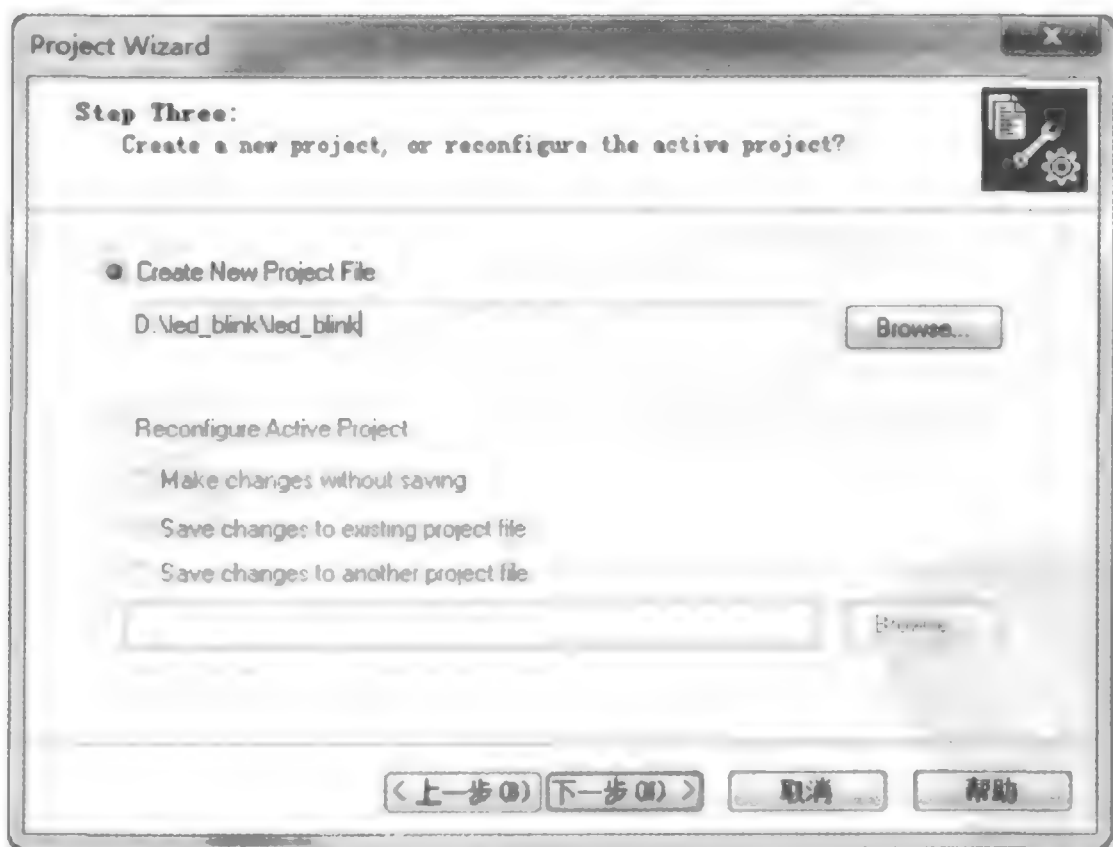 Project Wizard
Step Three:
Create a new project, or reconfigure the active project?
Create New Project File
D:\led_blink\led_blink
Browse...
Reconfigure Active Project
Make changes without saving
Save changes to existing project file
Save changes to another project file
Browse...
< 上一步(B) 下一步(N) > 取消 帮助